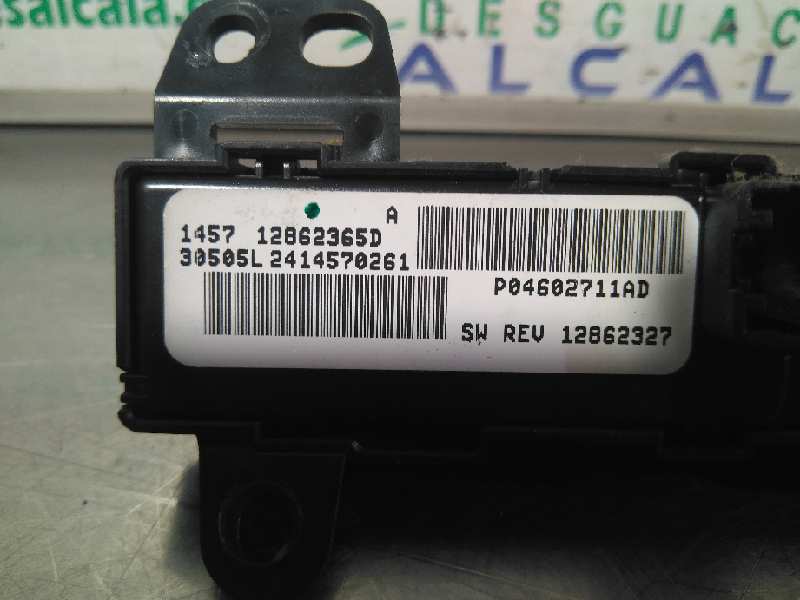 salcala.e
DESGUAC
ALCAL
A
1457 12862365D
30505L 2414570261
P04602711AD
SW REV 12862327